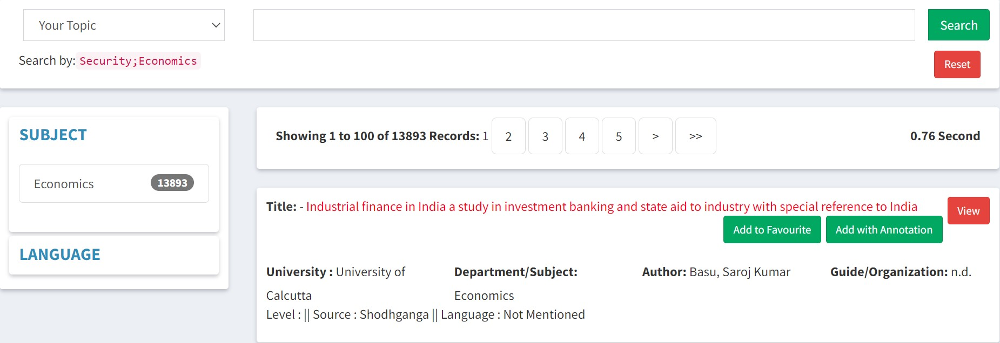 Your Topic
Search
Search by: Security;Economics
Reset
SUBJECT
Economics 13893
LANGUAGE
Showing 1 to 100 of 13893 Records: 1 2 3 4 5 > >>
0.76 Second
Title: - Industrial finance in India a study in investment banking and state aid to industry with special reference to India
View
Add to Favourite
Add with Annotation
University : University of Calcutta
Department/Subject: Economics
Author: Basu, Saroj Kumar
Guide/Organization: n.d.
Level : || Source : Shodhganga || Language : Not Mentioned